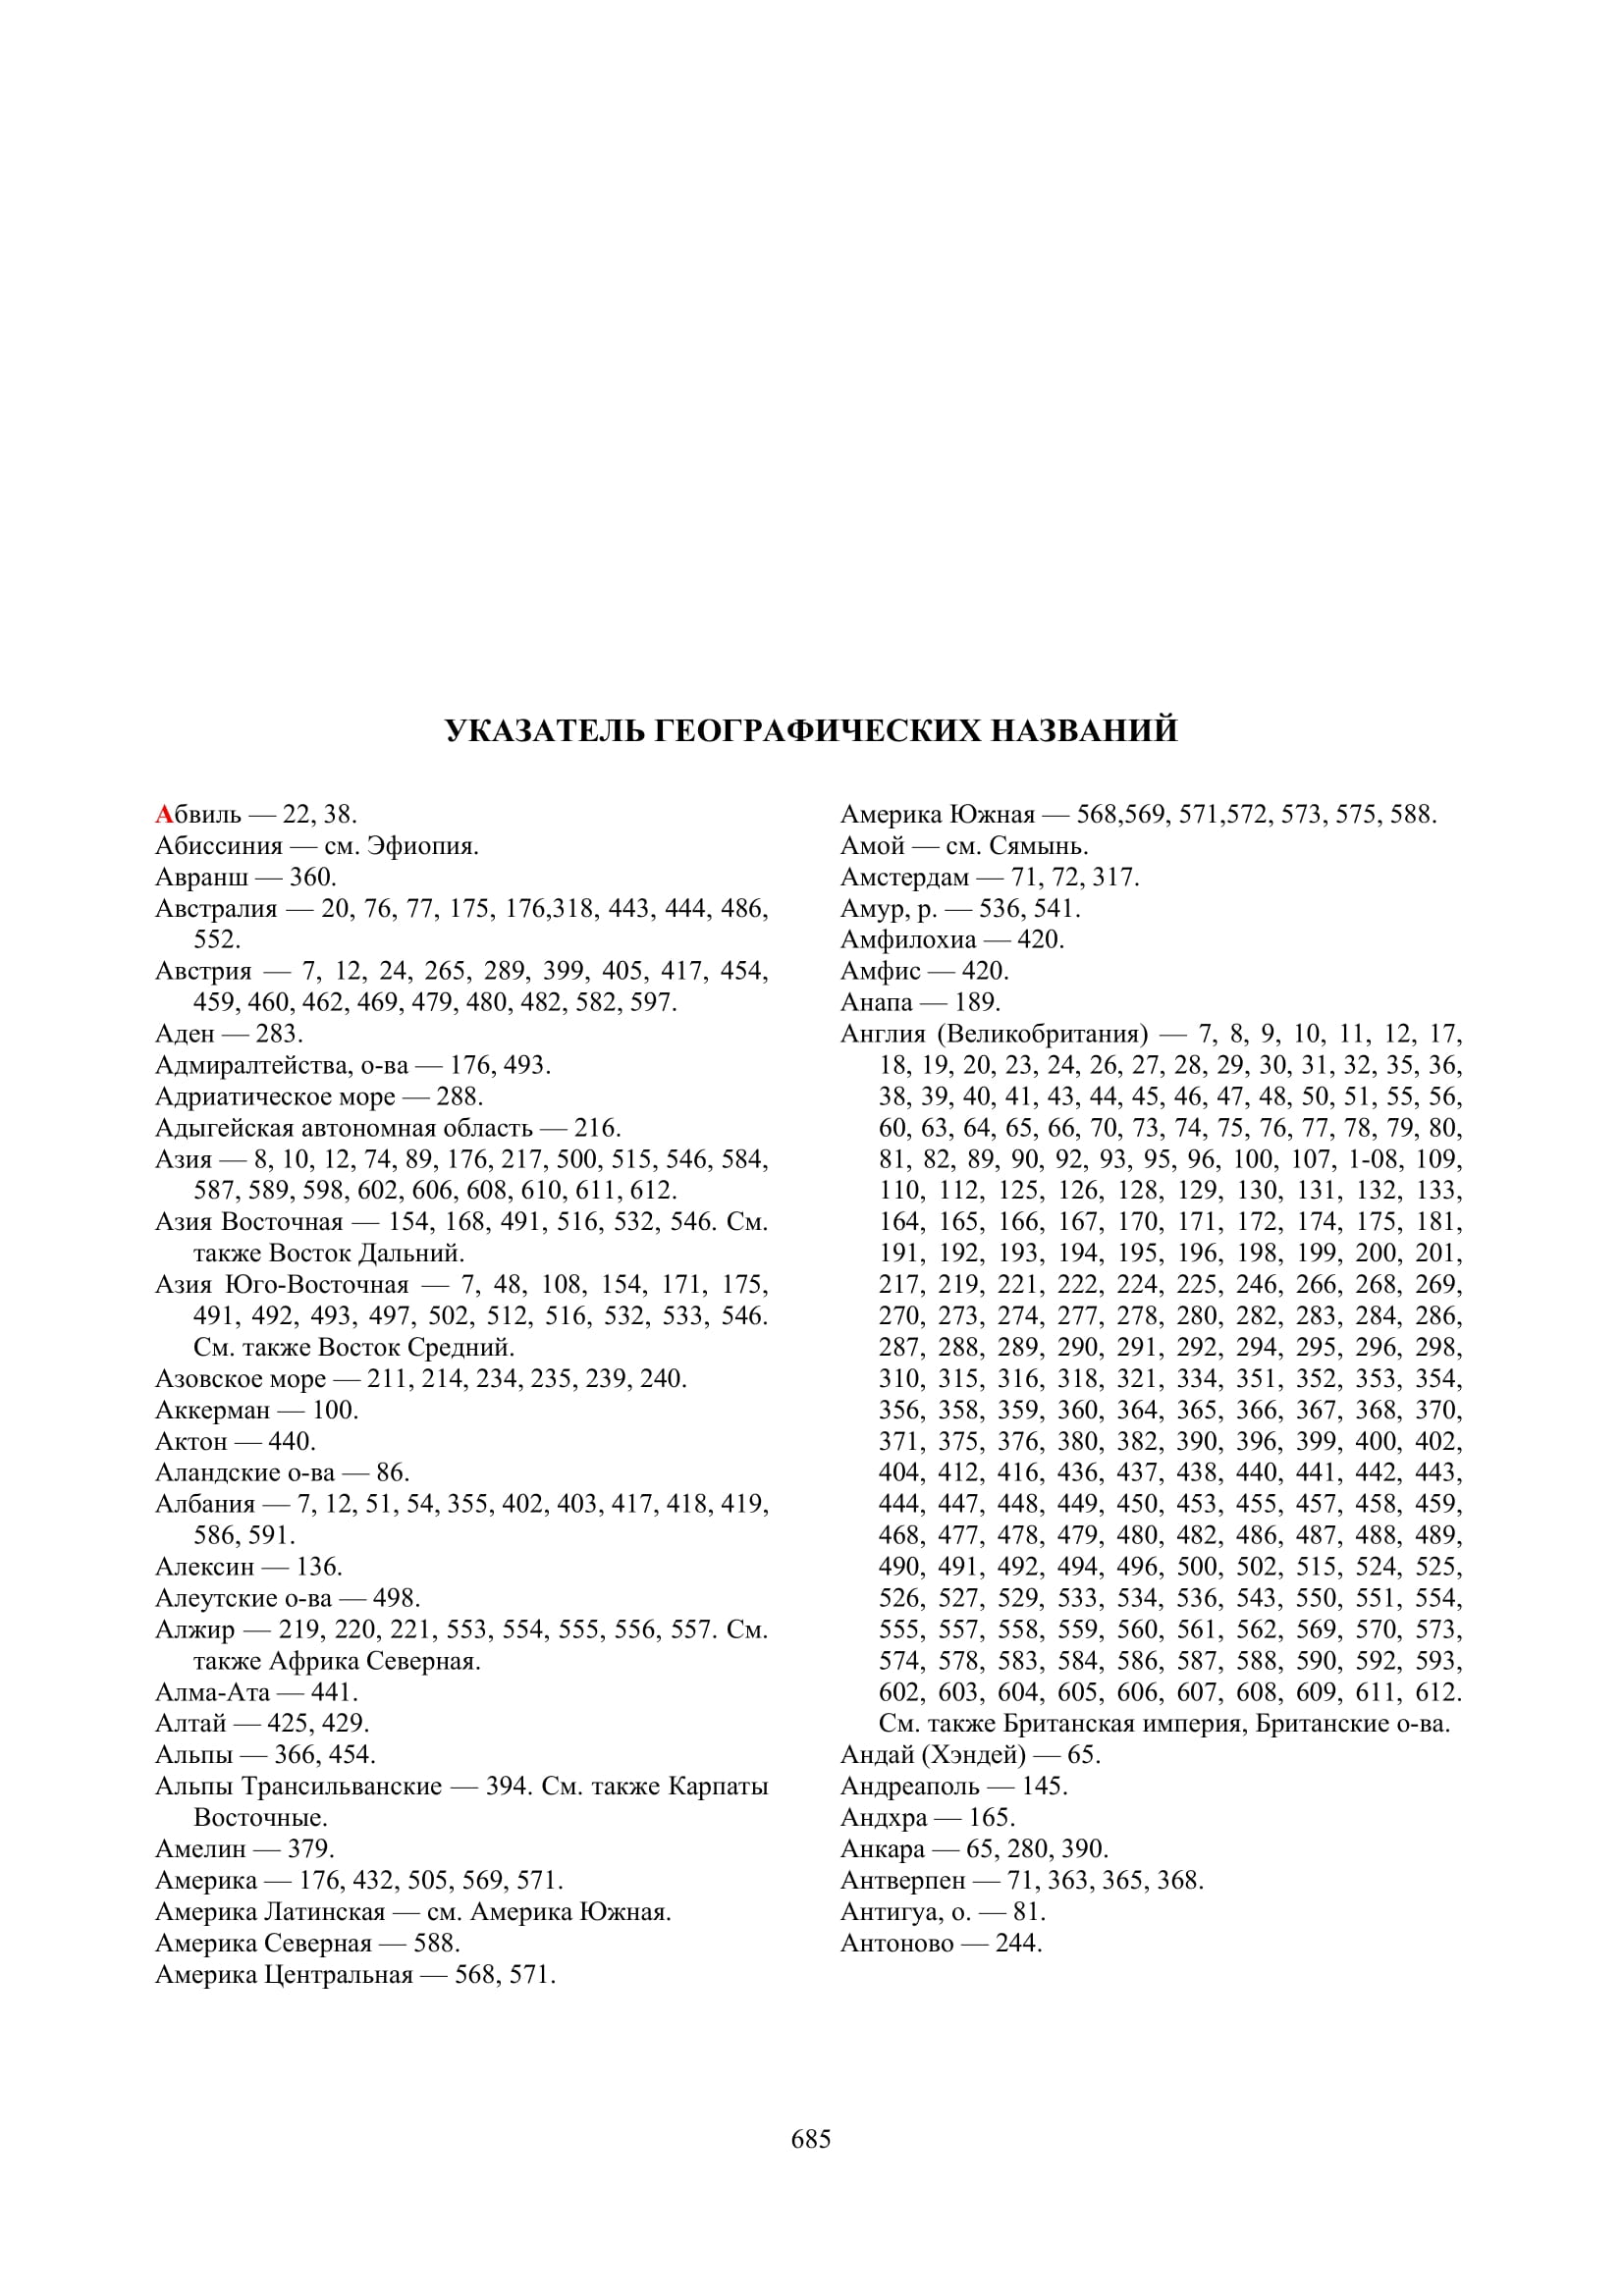 УКАЗАТЕЛЬ ГЕОГРАФИЧЕСКИХ НАЗВАНИЙ
Абвиль — 22, 38.
Абиссиния — см. Эфиопия.
Авранш — 360.
Австралия — 20, 76, 77, 175, 176,318, 443, 444, 486,
552.
Австрия — 7, 12, 24, 265, 289, 399, 405, 417, 454,
459, 460, 462, 469, 479, 480, 482, 582, 597.
Аден — 283.
Адмиралтейства, о-ва — 176, 493.
Адриатическое море — 288.
Адыгейская автономная область — 216.
Азия — 8, 10, 12, 74, 89, 176, 217, 500, 515, 546, 584,
587, 589, 598, 602, 606, 608, 610, 611, 612.
Азия Восточная — 154, 168, 491, 516, 532, 546. См.
также Восток Дальний.
Азия Юго-Восточная — 7, 48, 108, 154, 171, 175,
491, 492, 493, 497, 502, 512, 516, 532, 533, 546.
См. также Восток Средний.
Азовское море — 211, 214, 234, 235, 239, 240.
Аккерман — 100.
Актон — 440.
Аландские о-ва — 86.
Албания — 7, 12, 51, 54, 355, 402, 403, 417, 418, 419,
586, 591.
Алексин — 136.
Алеутские о-ва — 498.
Алжир — 219, 220, 221, 553, 554, 555, 556, 557. См.
также Африка Северная.
Алма-Ата — 441.
Алтай — 425, 429.
Альпы — 366, 454.
Альпы Трансильванские — 394. См. также Карпаты
Восточные.
Амелин — 379.
Америка — 176, 432, 505, 569, 571.
Америка Латинская — см. Америка Южная.
Америка Северная — 588.
Америка Центральная — 568, 571.
Америка Южная — 568,569, 571,572, 573, 575, 588.
Амой — см. Сямынь.
Амстердам — 71, 72, 317.
Амур, р. — 536, 541.
Амфилохиа — 420.
Амфис — 420.
Анапа — 189.
Англия (Великобритания) — 7, 8, 9, 10, 11, 12, 17,
18, 19, 20, 23, 24, 26, 27, 28, 29, 30, 31, 32, 35, 36,
38, 39, 40, 41, 43, 44, 45, 46, 47, 48, 50, 51, 55, 56,
60, 63, 64, 65, 66, 70, 73, 74, 75, 76, 77, 78, 79, 80,
81, 82, 89, 90, 92, 93, 95, 96, 100, 107, 1-08, 109,
110, 112, 125, 126, 128, 129, 130, 131, 132, 133,
164, 165, 166, 167, 170, 171, 172, 174, 175, 181,
191, 192, 193, 194, 195, 196, 198, 199, 200, 201,
217, 219, 221, 222, 224, 225, 246, 266, 268, 269,
270, 273, 274, 277, 278, 280, 282, 283, 284, 286,
287, 288, 289, 290, 291, 292, 294, 295, 296, 298,
310, 315, 316, 318, 321, 334, 351, 352, 353, 354,
356, 358, 359, 360, 364, 365, 366, 367, 368, 370,
371, 375, 376, 380, 382, 390, 396, 399, 400, 402,
404, 412, 416, 436, 437, 438, 440, 441, 442, 443,
444, 447, 448, 449, 450, 453, 455, 457, 458, 459,
468, 477, 478, 479, 480, 482, 486, 487, 488, 489,
490, 491, 492, 494, 496, 500, 502, 515, 524, 525,
526, 527, 529, 533, 534, 536, 543, 550, 551, 554,
555, 557, 558, 559, 560, 561, 562, 569, 570, 573,
574, 578, 583, 584, 586, 587, 588, 590, 592, 593,
602, 603, 604, 605, 606, 607, 608, 609, 611, 612.
См. также Британская империя, Британские о-ва.
Андай (Хэндей) — 65.
Андреаполь — 145.
Андхра — 165.
Анкара — 65, 280, 390.
Антверпен — 71, 363, 365, 368.
Антигуа, о. — 81.
Антоново — 244.
685